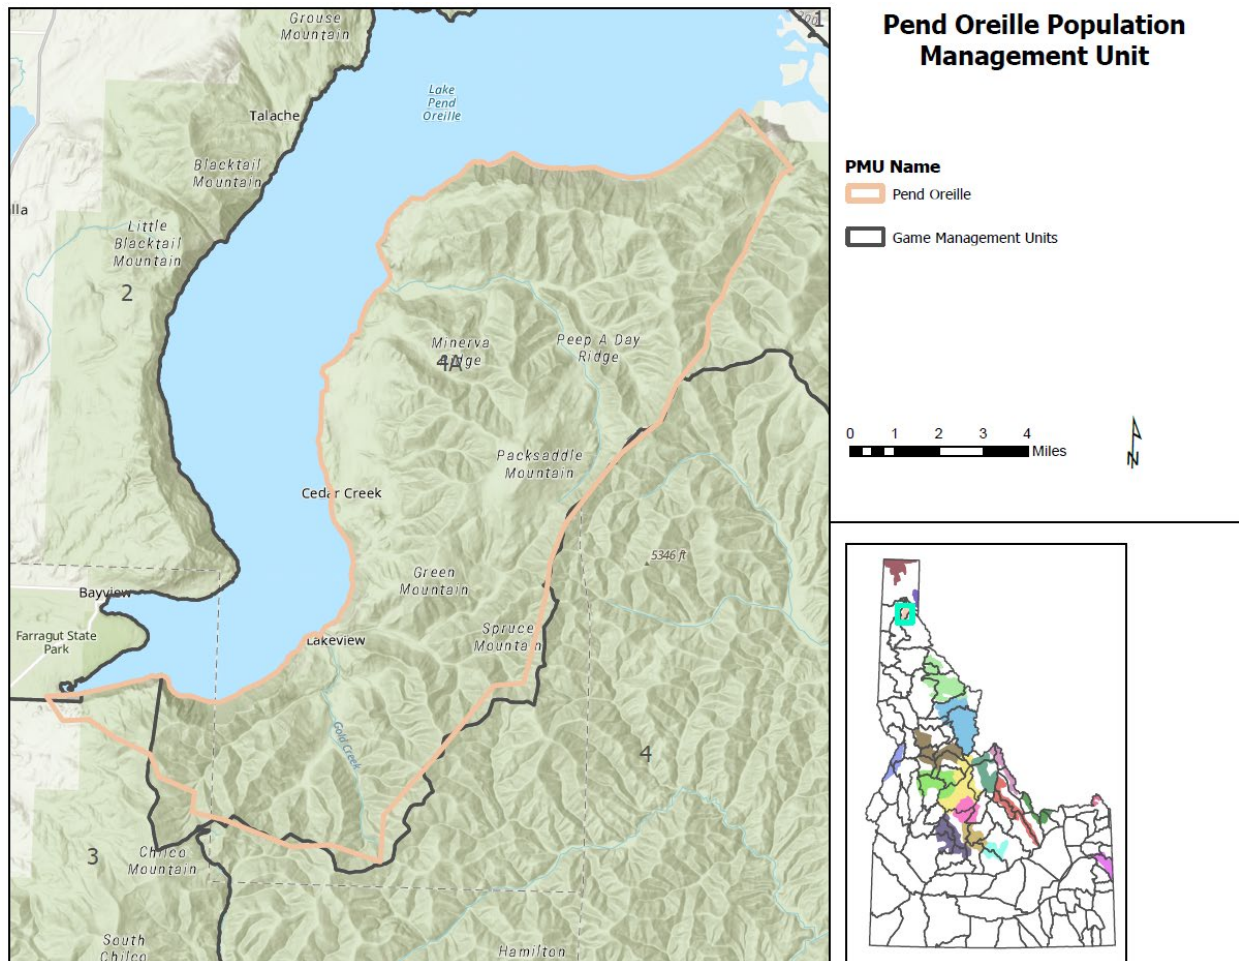 Pend Oreille Population
Management Unit
PMU Name
Pend Oreille
Game Management Units
0 1 2 3 4
Miles
N
Grouse
Mountain
1
Lake
Pend
Oreille
Talache
Blacktail
Mountain
lla
Little
Blacktail
Mountain
2
Minerva
Ridge
4A
Peep A Day
Ridge
Packsaddle
Mountain
Cedar Creek
5346 ft
Green
Mountain
Bayview
Farragut State
Park
Lakeview
Spruce
Mountain
Gold Creek
4
3
Chilco
Mountain
South
Chilco
Hamilton